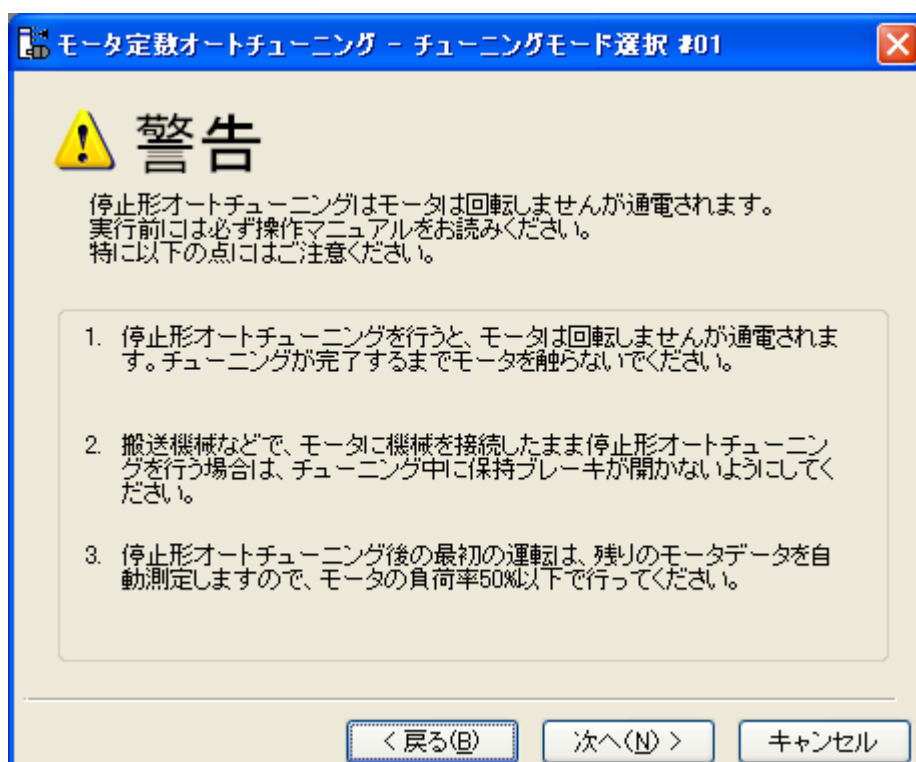 モータ定数オートチューニング - チューニングモード選択 #01
警告
停止形オートチューニングはモータは回転しませんが通電されます。
実行前には必ず操作マニュアルをお読みください。
特に以下の点にはご注意ください。
1. 停止形オートチューニングを行うと、モータは回転しませんが通電されま
す。チューニングが完了するまでモータを触らないでください。
2. 搬送機械などで、モータに機械を接続したまま停止形オートチューニン
グを行う場合は、チューニング中に保持ブレーキが開かないようにしてく
ださい。
3. 停止形オートチューニング後の最初の運転は、残りのモータデータを自
動測定しますので、モータの負荷率50%以下で行ってください。
< 戻る(B) 次へ(N) > キャンセル